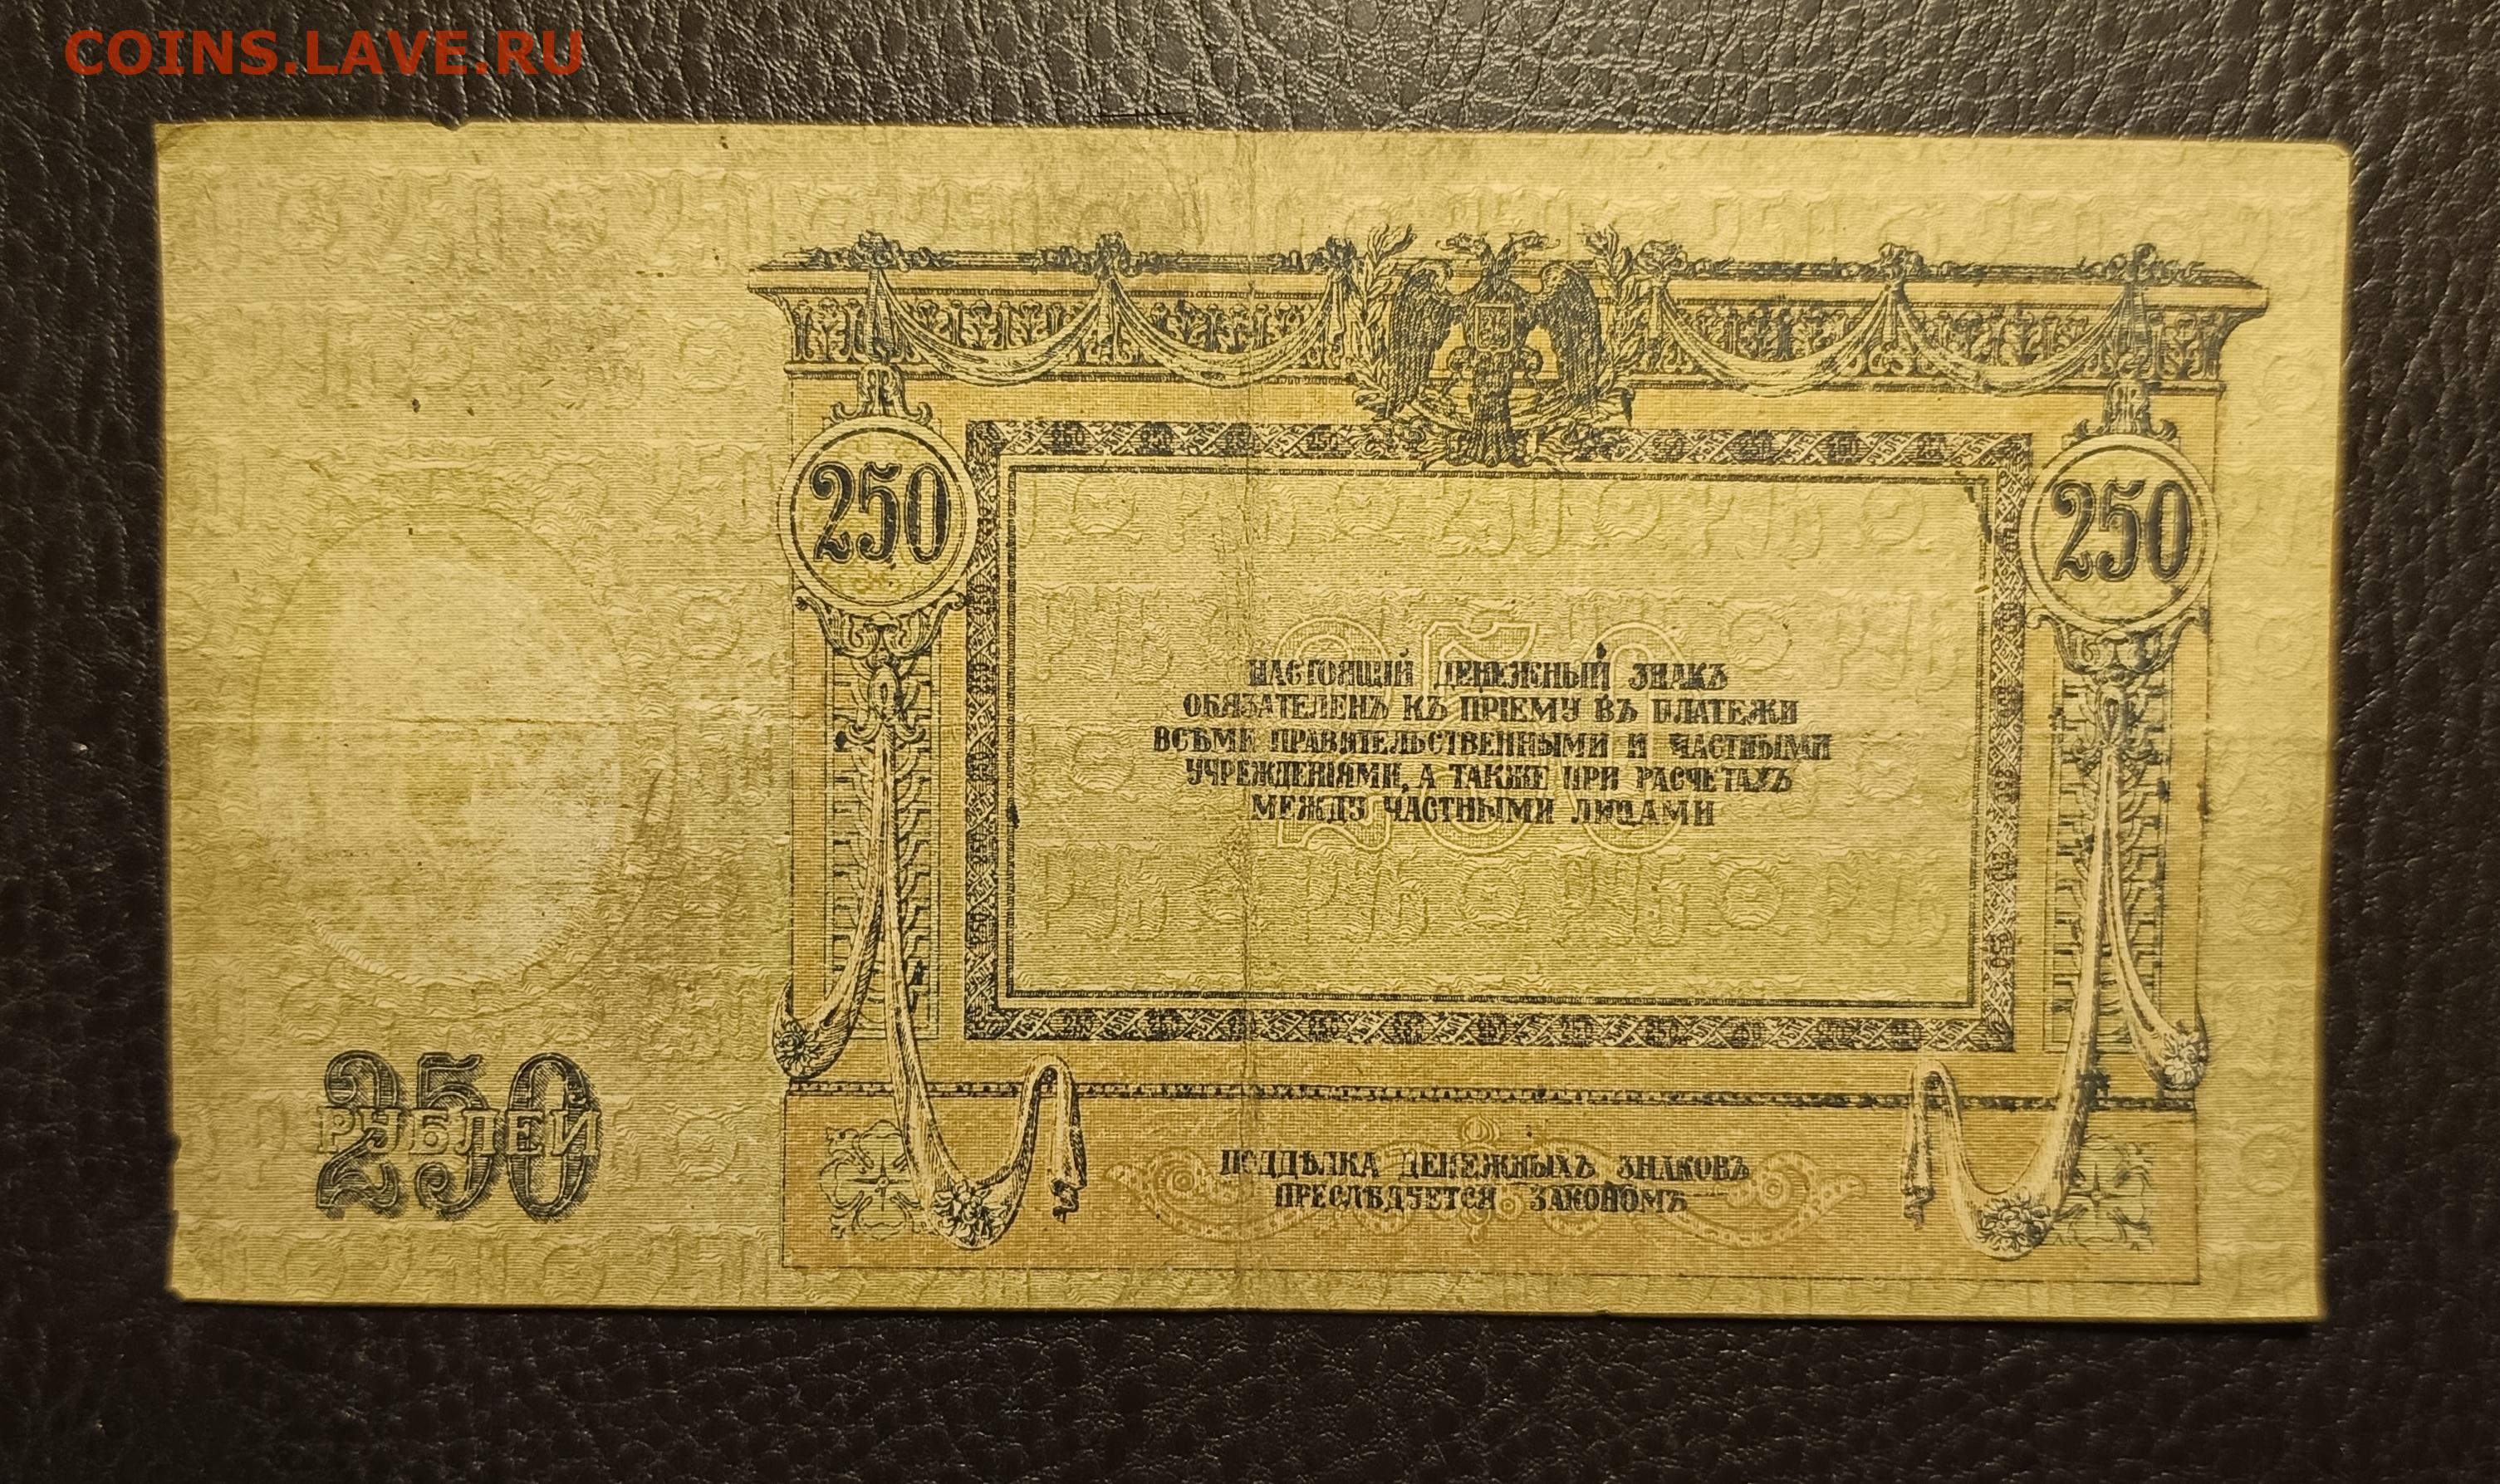 COINS.LAVE.RU
250
250
НАСТОЯЩІЙ ДЕНЕЖНЫЙ ЗНАКЪ
ОБЯЗАТЕЛЕНЪ КЪ ПРІЕМУ ВЪ ПЛАТЕЖИ
ВСѢМИ ПРАВИТЕЛЬСТВЕННЫМИ И ЧАСТНЫМИ
УЧРЕЖДЕНІЯМИ, А ТАКЖЕ ПРИ РАСЧЕТАХЪ
МЕЖДУ ЧАСТНЫМИ ЛИЦАМИ
250
250
РУБЛЕЙ
ПОДДѢЛКА ДЕНЕЖНЫХЪ ЗНАКОВЪ
ПРЕСЛѢДУЕТСЯ ЗАКОНОМЪ